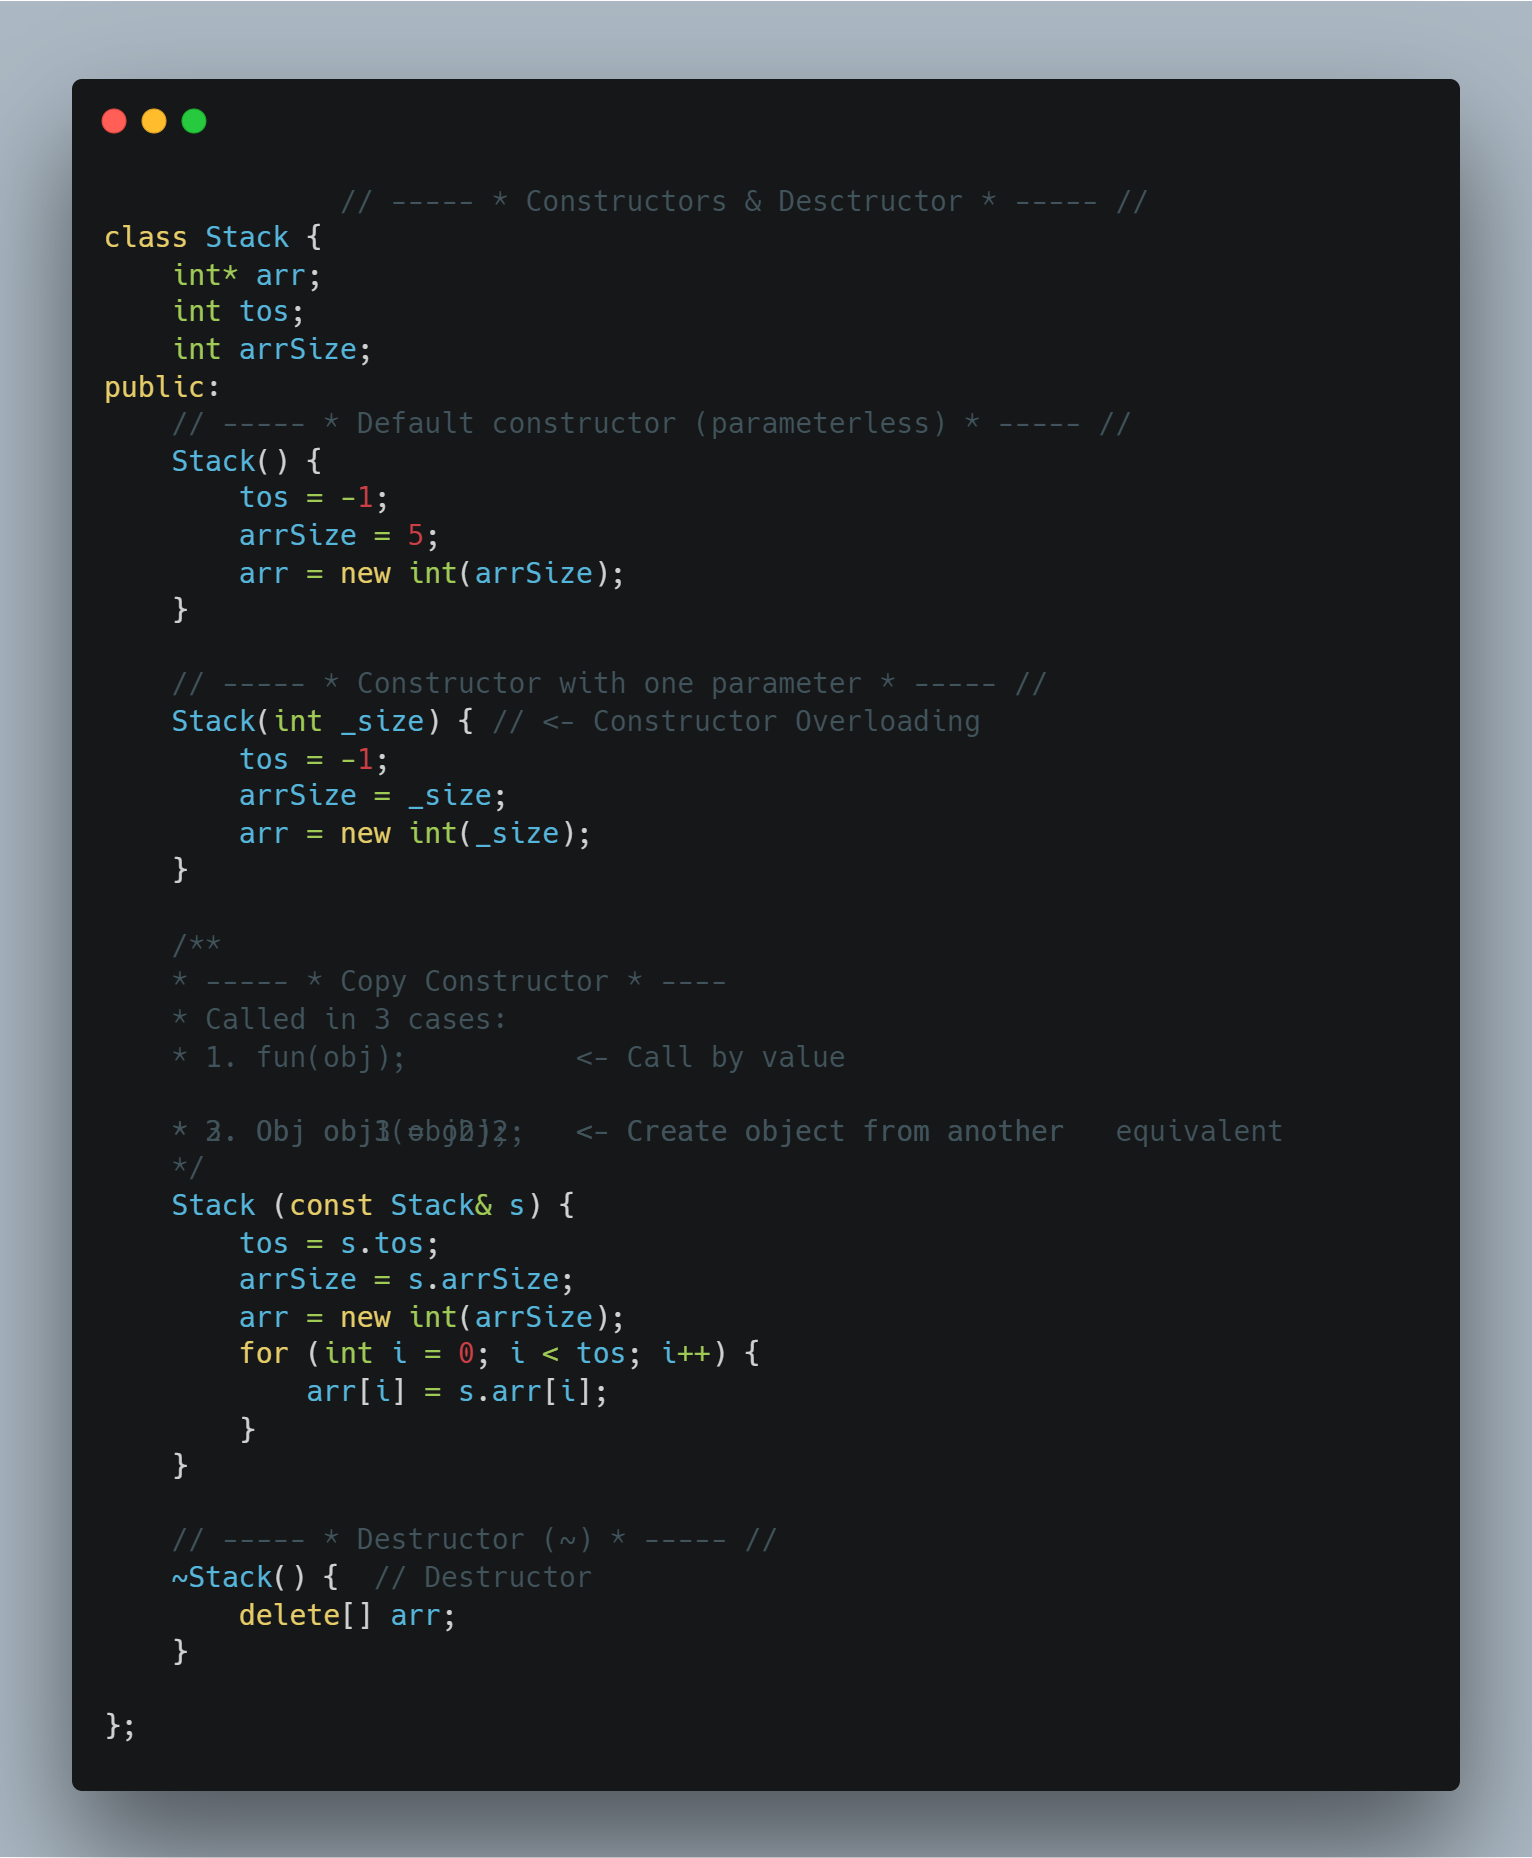 // ----- * Constructors & Desctructor * ----- //
class Stack {
int* arr;
int tos;
int arrSize;
public:
// ----- * Default constructor (parameterless) * ----- //
Stack() {
tos = -1;
arrSize = 5;
arr = new int(arrSize);
}
// ----- * Constructor with one parameter * ----- //
Stack(int _size) { // <- Constructor Overloading
tos = -1;
arrSize = _size;
arr = new int(_size);
}
/**
* ----- * Copy Constructor * ----
* Called in 3 cases:
* 1. fun(obj); <- Call by value
* Obj <- Create object from another equivalent
*/
Stack (const Stack& s) {
tos = s.tos;
arrSize = s.arrSize;
arr = new int(arrSize);
for (int i = 0; i < tos; i++) {
arr[i] = s.arr[i];
}
}
// ----- * Destructor (~) * ----- //
~Stack() { // Destructor
delete[] arr;
}
};